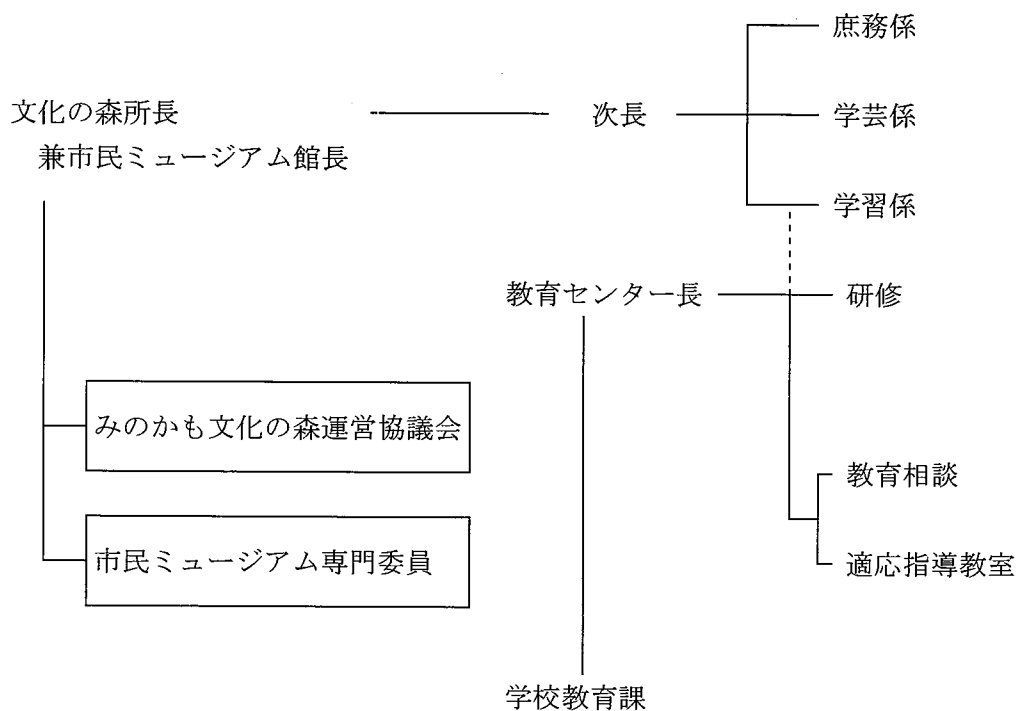 庶務係
文化の森所長
次長
学芸係
兼市民ミュージアム館長
学習係
教育センター長
研修
みのかも文化の森運営協議会
教育相談
市民ミュージアム専門委員
適応指導教室
学校教育課